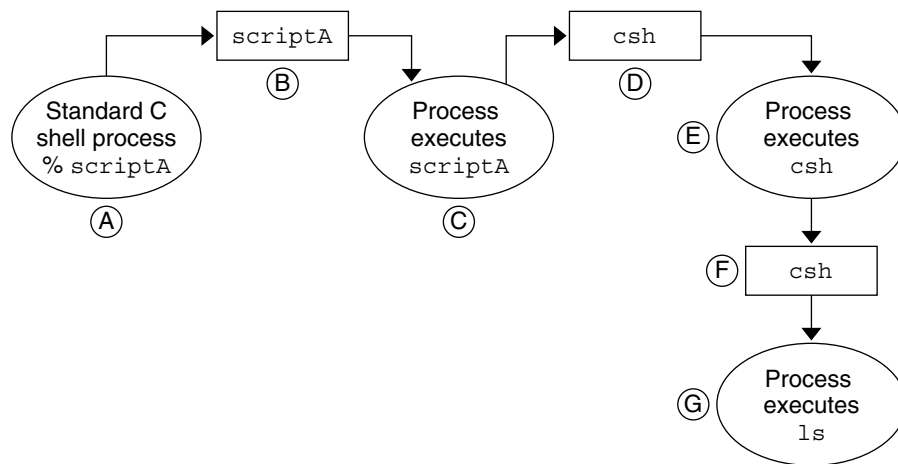 scriptA
B
csh
D
Standard C
shell process
% scriptA
A
Process
executes
scriptA
C
Process
executes
csh
E
csh
F
Process
executes
ls
G